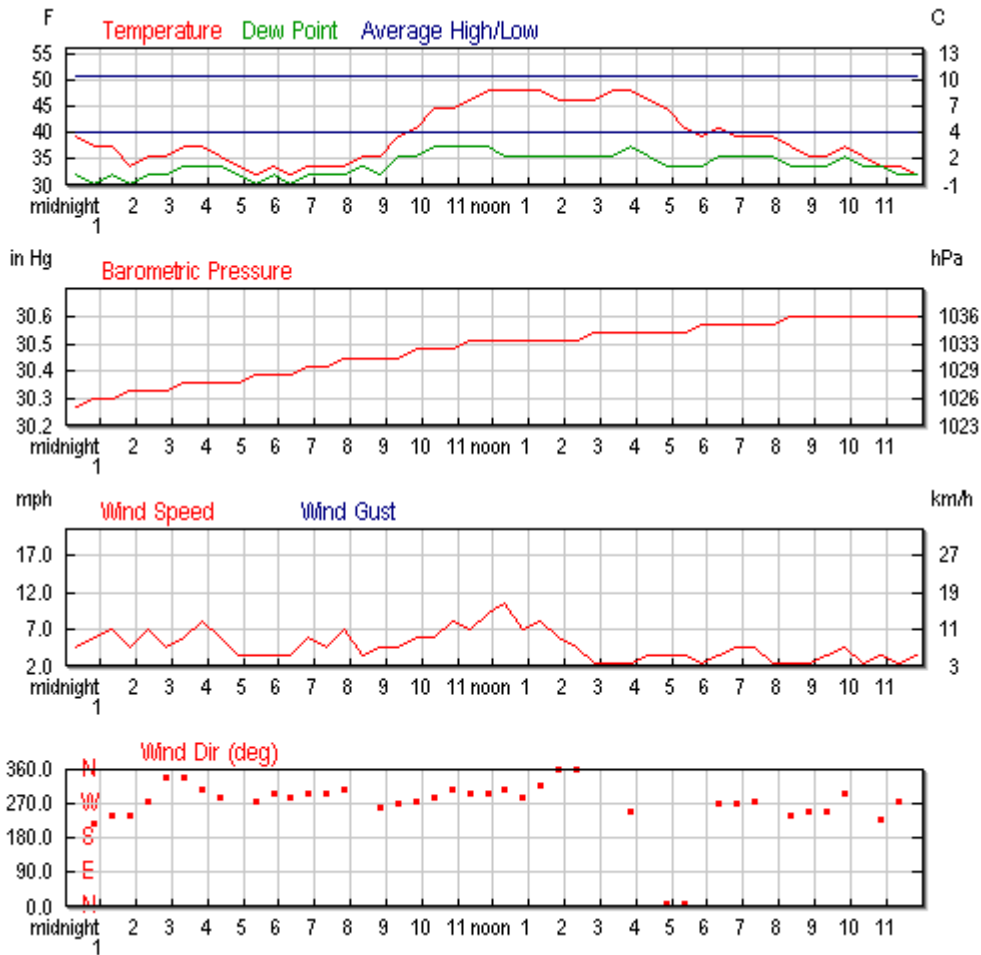 F Temperature Dew Point Average High/Low C
55 13
50 10
45 7
40 4
35 2
30 -1
midnight 1 2 3 4 5 6 7 8 9 10 11 noon 1 2 3 4 5 6 7 8 9 10 11
in Hg Barometric Pressure hPa
30.6 1036
30.5 1033
30.4 1029
30.3 1026
30.2 1023
midnight 1 2 3 4 5 6 7 8 9 10 11 noon 1 2 3 4 5 6 7 8 9 10 11
mph Wind Speed Wind Gust km/h
17.0 27
12.0 19
7.0 11
2.0 3
midnight 1 2 3 4 5 6 7 8 9 10 11 noon 1 2 3 4 5 6 7 8 9 10 11
Wind Dir (deg)
360.0 N
270.0 W
180.0 S
90.0 E
0.0 N
midnight 1 2 3 4 5 6 7 8 9 10 11 noon 1 2 3 4 5 6 7 8 9 10 11